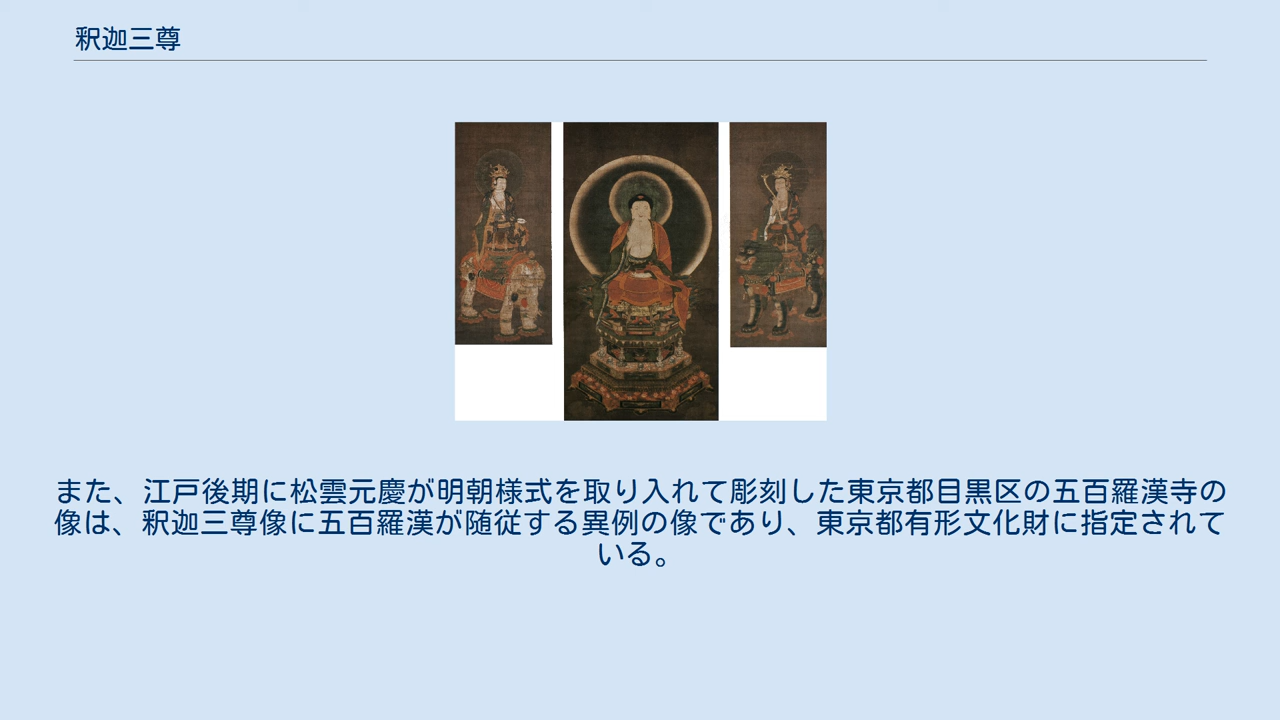 釈迦三尊
また、江戸後期に松雲元慶が明朝様式を取り入れて彫刻した東京都目黒区の五百羅漢寺の
像は、釈迦三尊像に五百羅漢が随従する異例の像であり、東京都有形文化財に指定されて
いる。